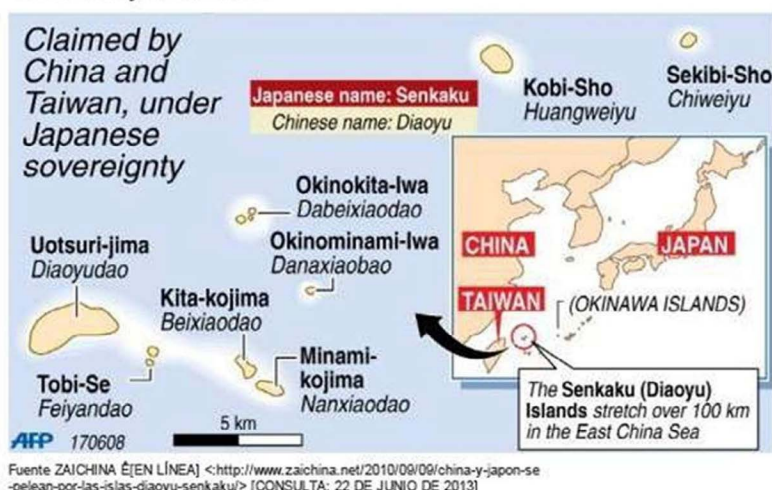 Claimed by
China and
Taiwan, under
Japanese
sovereignty
Japanese name: Senkaku
Chinese name: Diaoyu
Kobi-Sho
Huangweiyu
Sekibi-Sho
Chiweiyu
Okinokita-Iwa
Dabeixiaodao
Okinominami-Iwa
Danaxiaobao
Uotsuri-jima
Diaoyudao
Kita-kojima
Beixiaodao
Tobi-Se
Feiyandao
Minami-
kojima
Nanxiaodao
5 km
AFP 170608
CHINA
JAPAN
TAIWAN
(OKINAWA ISLANDS)
The Senkaku (Diaoyu)
Islands stretch over 100 km
in the East China Sea
Fuente ZAICHINA Ê[EN LÍNEA] <:http://www.zaichina.net/2010/09/09/china-y-japon-se
-pelean-por-las-islas-diaoyu-senkaku/> [CONSULTA: 22 DE JUNIO DE 2013]